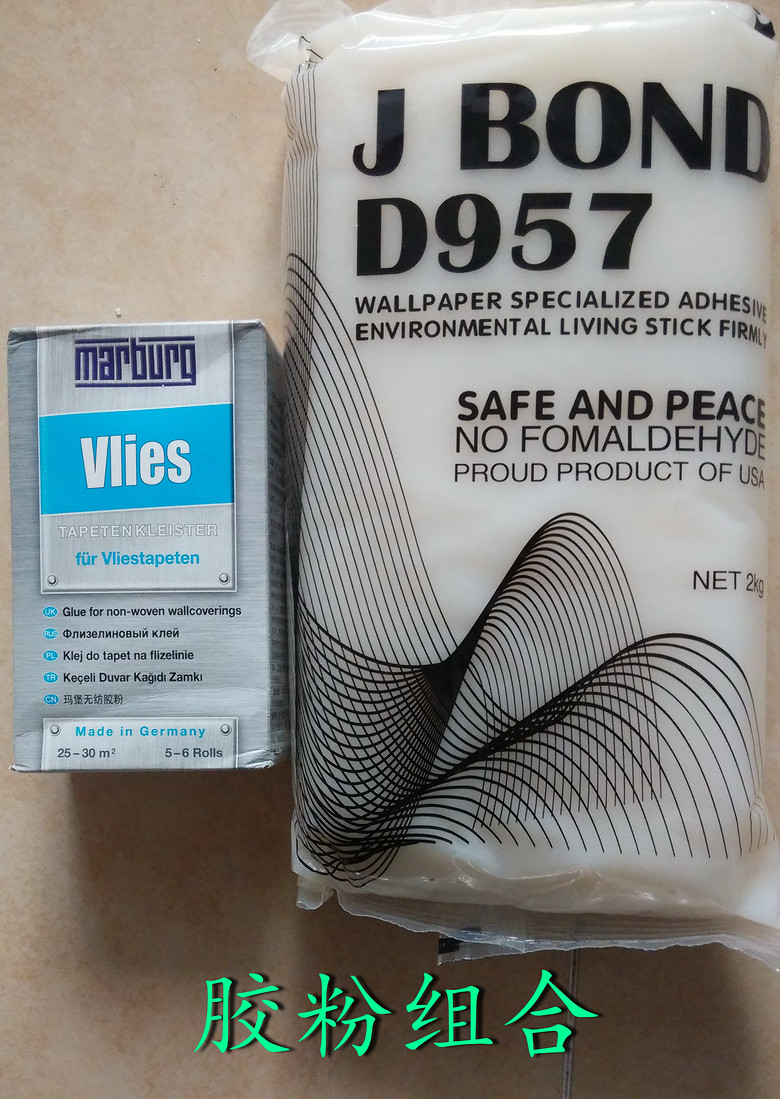 marburg
Vlies
TAPETENKLEISTER
für Vliestapeten
UK Glue for non-woven wallcoverings
RUS Флизелиновый клей
PL Klej do tapet na flizelinie
TR Keçeli Duvar Kağıdı Zamkı
CN 玛堡无纺胶粉
Made in Germany
25–30 m² 5–6 Rolls
J BOND
D957
WALLPAPER SPECIALIZED ADHESIVE
ENVIRONMENTAL LIVING STICK FIRMLY
SAFE AND PEACE
NO FOMALDEHYDE
PROUD PRODUCT OF USA
NET 2kg
胶粉组合